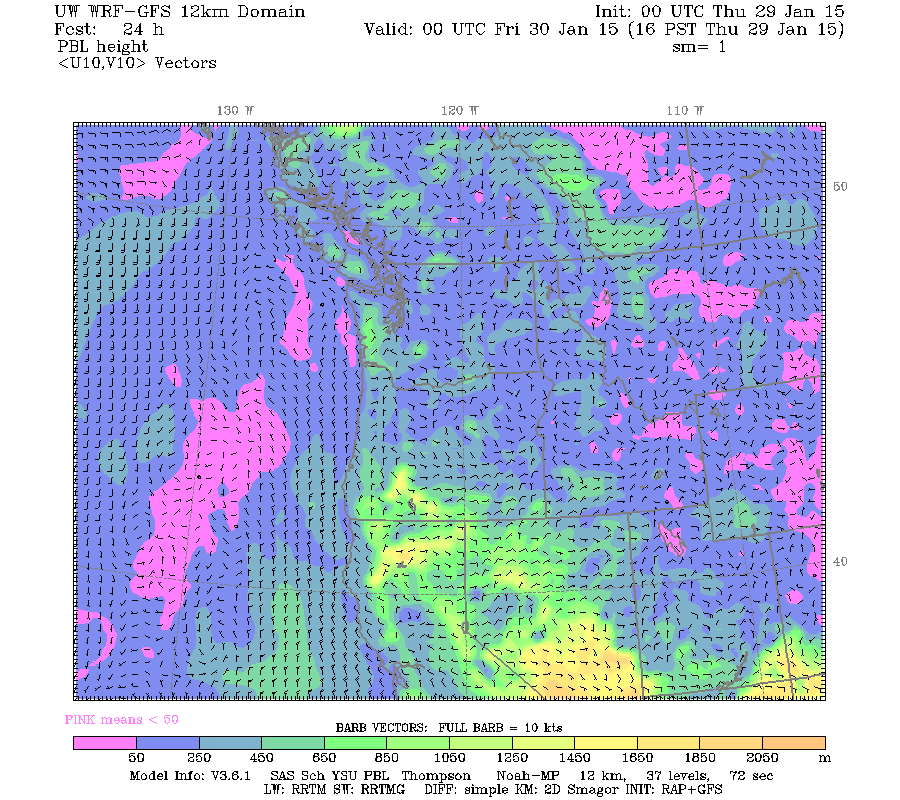 UW WRF-GFS 12km Domain Init: 00 UTC Thu 29 Jan 15
Fcst: 24 h Valid: 00 UTC Fri 30 Jan 15 (16 PST Thu 29 Jan 15)
PBL height sm= 1
<U10,V10> Vectors
130 W 120 W 110 W
50
40
PINK means < 50
BARB VECTORS: FULL BARB = 10 kts
50 250 450 650 850 1050 1250 1450 1650 1850 2050 m
Model Info: V3.6.1 SAS Sch YSU PBL Thompson Noah-MP 12 km, 37 levels, 72 sec
LW: RRTM SW: RRTMG DIFF: simple KM: 2D Smagor INIT: RAP+GFS